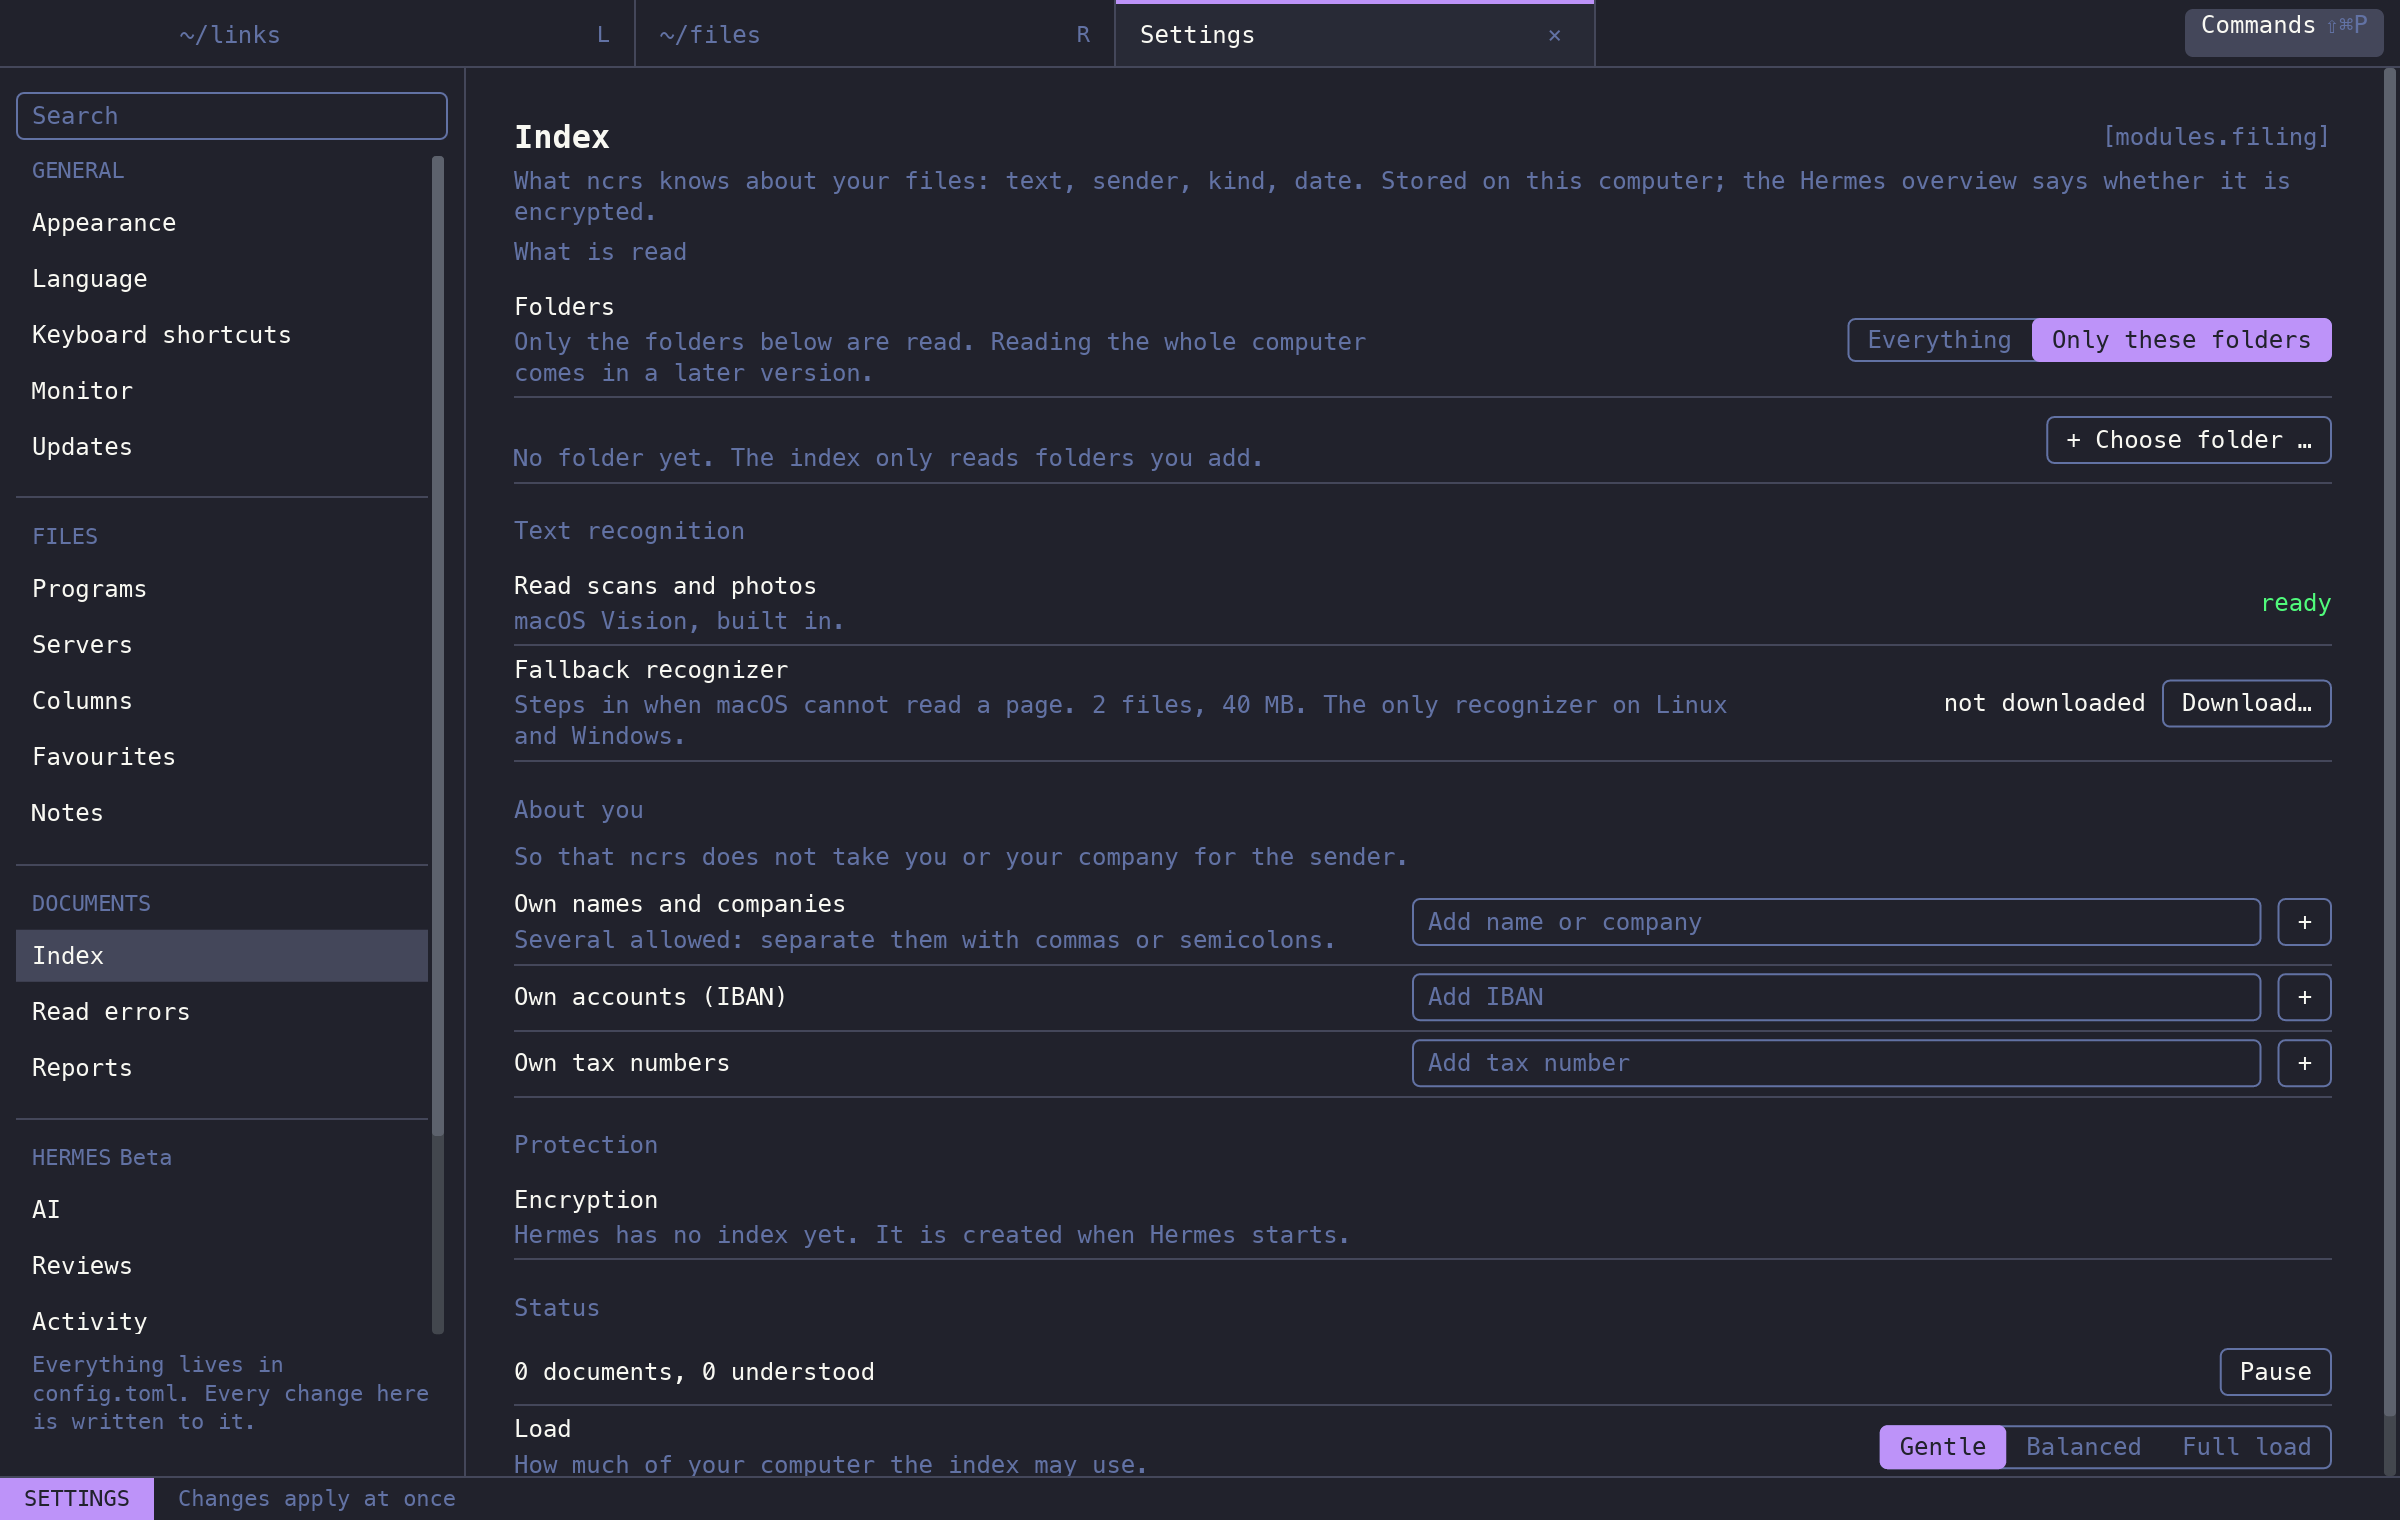 ~/links L ~/files R Settings × Commands ⇧⌘P
Search
GENERAL
Appearance
Language
Keyboard shortcuts
Monitor
Updates
FILES
Programs
Servers
Columns
Favourites
Notes
DOCUMENTS
Index
Read errors
Reports
HERMES Beta
AI
Reviews
Activity
Everything lives in
config.toml. Every change here
is written to it.
Index [modules.filing]
What ncrs knows about your files: text, sender, kind, date. Stored on this computer; the Hermes overview says whether it is
encrypted.
What is read
Folders
Only the folders below are read. Reading the whole computer
comes in a later version.
Everything Only these folders
No folder yet. The index only reads folders you add.
+ Choose folder …
Text recognition
Read scans and photos
macOS Vision, built in.
ready
Fallback recognizer
Steps in when macOS cannot read a page. 2 files, 40 MB. The only recognizer on Linux
and Windows.
not downloaded Download…
About you
So that ncrs does not take you or your company for the sender.
Own names and companies
Several allowed: separate them with commas or semicolons.
Add name or company +
Own accounts (IBAN) Add IBAN +
Own tax numbers Add tax number +
Protection
Encryption
Hermes has no index yet. It is created when Hermes starts.
Status
0 documents, 0 understood Pause
Load
How much of your computer the index may use.
Gentle Balanced Full load
SETTINGS Changes apply at once